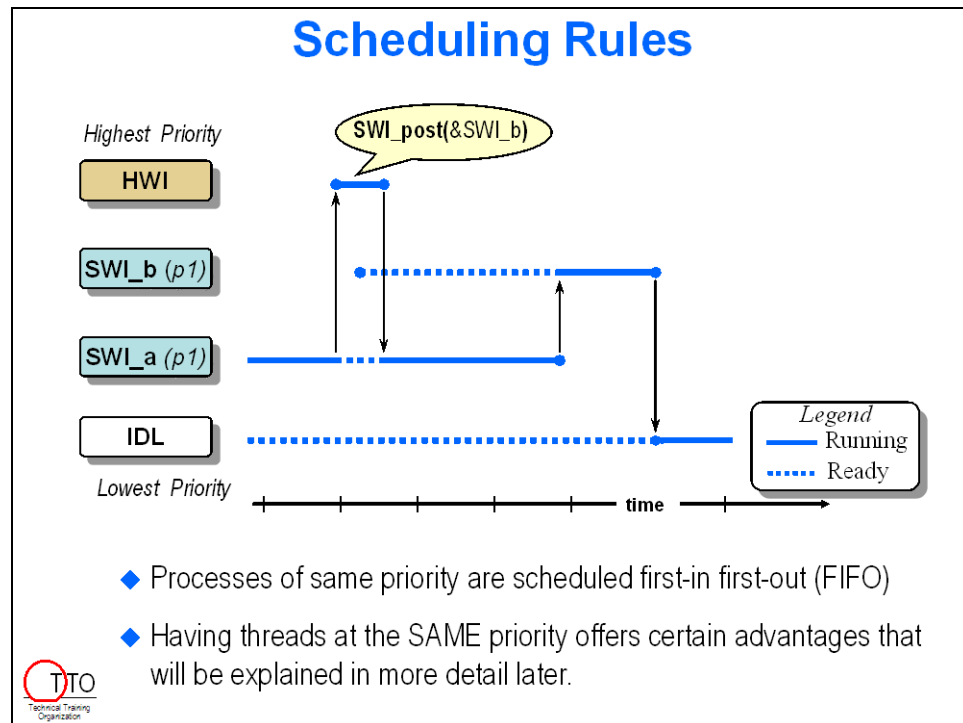 Scheduling Rules
Highest Priority
SWI_post(&SWI_b)
HWI
SWI_b (p1)
SWI_a (p1)
IDL
Lowest Priority
Legend
Running
Ready
time
Processes of same priority are scheduled first-in first-out (FIFO)
Having threads at the SAME priority offers certain advantages that
will be explained in more detail later.
TTO
Technical Training
Organization